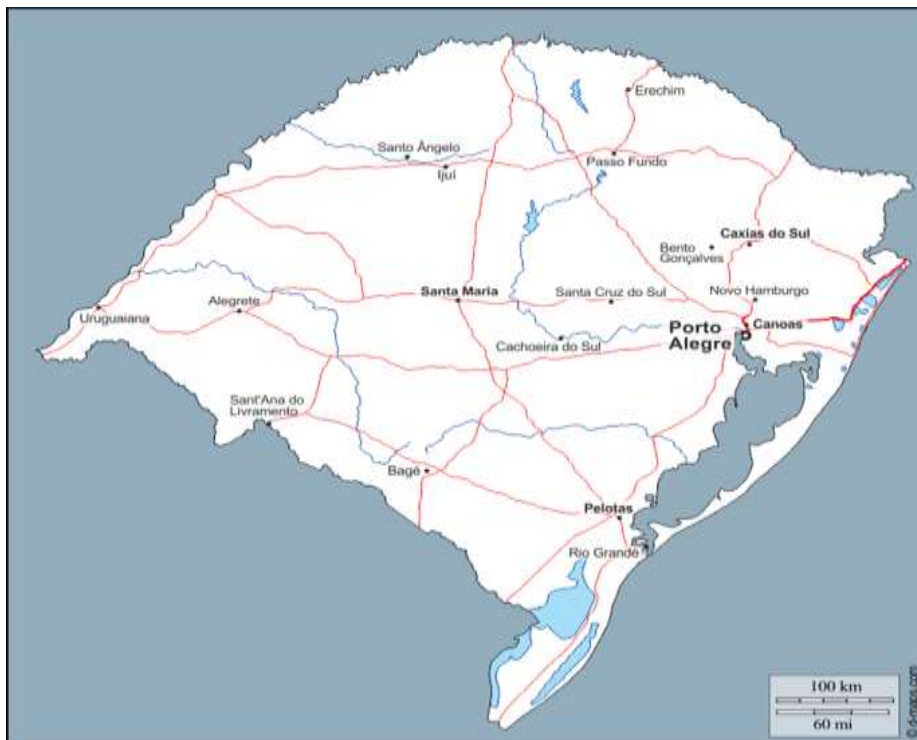 Erechim
Santo Ângelo
Ijuí
Passo Fundo
Caxias do Sul
Bento
Gonçalves
Santa Maria
Santa Cruz do Sul
Novo Hamburgo
Alegrete
Uruguaiana
Canoas
Porto
Alegre
Cachoeira do Sul
Sant'Ana do
Livramento
Bagé
Pelotas
Rio Grande
100 km
60 mi
© d-maps.com